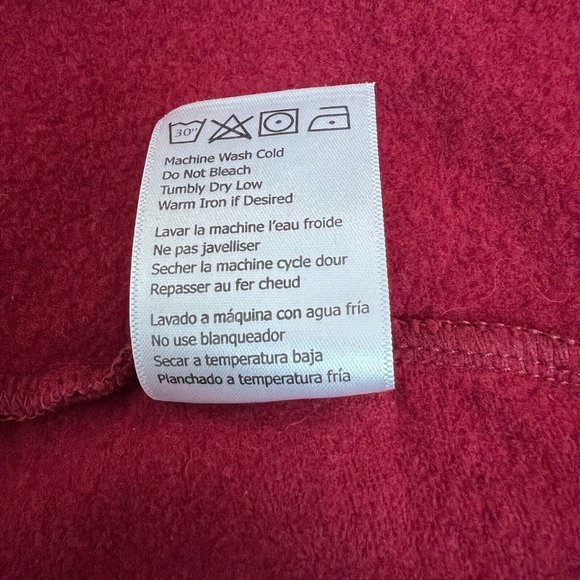 30°
Machine Wash Cold
Do Not Bleach
Tumbly Dry Low
Warm Iron if Desired
Lavar la machine l'eau froide
Ne pas javelliser
Secher la machine cycle dour
Repasser au fer cheud
Lavado a máquina con agua fría
No use blanqueador
Secar a temperatura baja
Planchado a temperatura fría